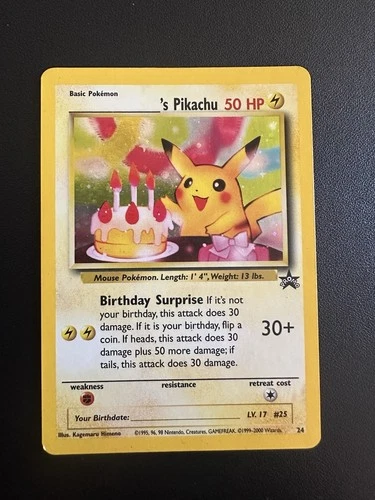 Basic Pokémon
's Pikachu 50 HP
Mouse Pokémon. Length: 1' 4", Weight: 13 lbs.
PROMO
Birthday Surprise If it's not
your birthday, this attack does 30
damage. If it is your birthday, flip a
coin. If heads, this attack does 30
damage plus 50 more damage; if
tails, this attack does 30 damage.
30+
weakness resistance retreat cost
Your Birthdate: LV. 17 #25
Illus. Kagemaru Himeno ©1995, 96, 98 Nintendo, Creatures, GAMEFREAK. ©1999-2000 Wizards. 24